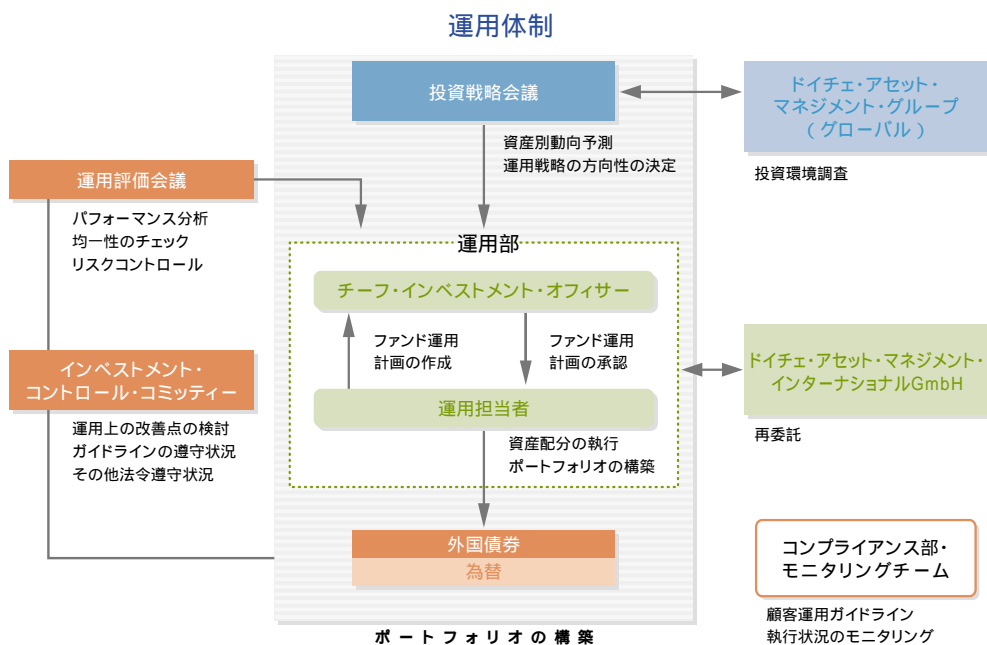 運用体制
投資戦略会議
ドイチェ・アセット・
マネジメント・グループ
(グローバル)
投資環境調査
資産別動向予測
運用戦略の方向性の決定
運用評価会議
パフォーマンス分析
均一性のチェック
リスクコントロール
運用部
チーフ・インベストメント・オフィサー
ファンド運用
計画の作成
ファンド運用
計画の承認
運用担当者
ドイチェ・アセット・マネジメント・
インターナショナルGmbH
再委託
インベストメント・
コントロール・コミッティー
運用上の改善点の検討
ガイドラインの遵守状況
その他法令遵守状況
資産配分の執行
ポートフォリオの構築
外国債券
為替
ポートフォリオの構築
コンプライアンス部・
モニタリングチーム
顧客運用ガイドライン
執行状況のモニタリング